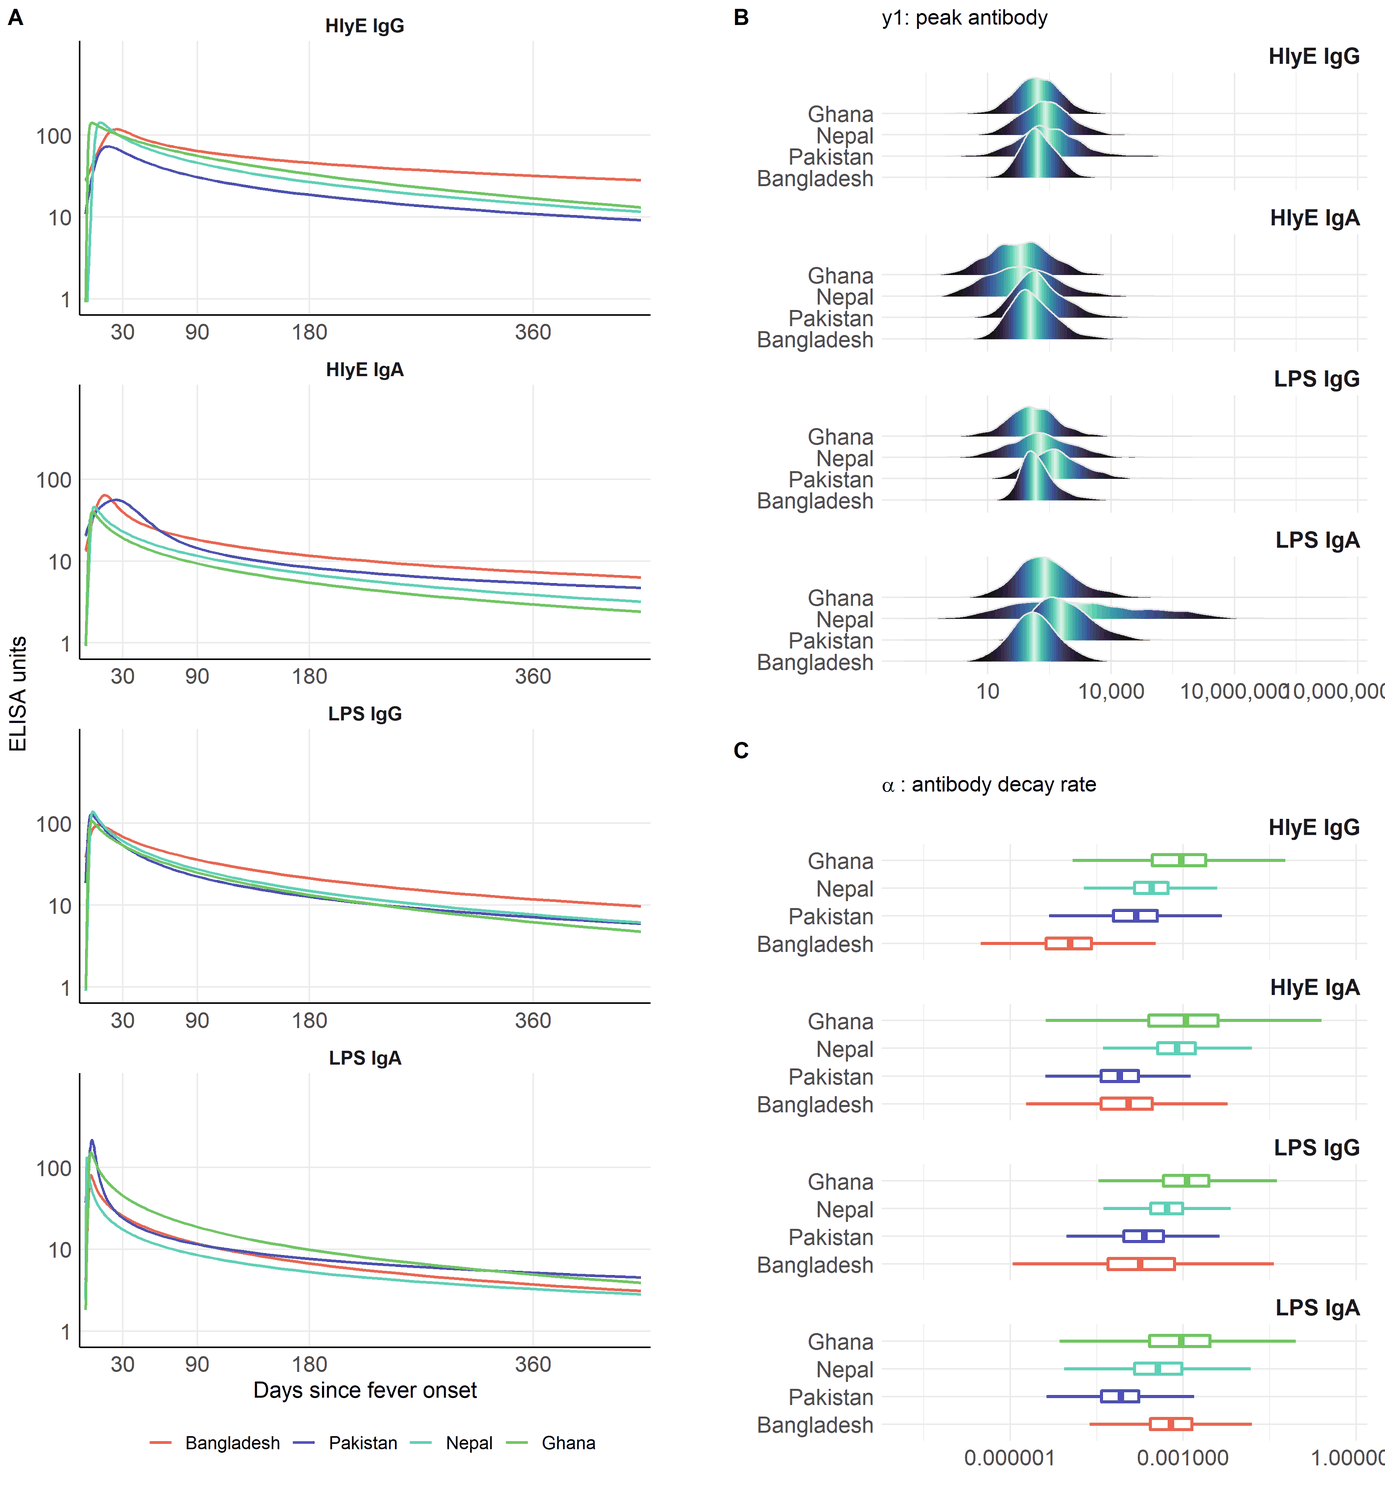 A
HlyE IgG
100
10
1
30 90 180 360
HlyE IgA
100
10
1
30 90 180 360
LPS IgG
100
10
1
30 90 180 360
LPS IgA
100
10
1
30 90 180 360
ELISA units
Days since fever onset
Bangladesh Pakistan Nepal Ghana
B
y1: peak antibody
HlyE IgG
Ghana
Nepal
Pakistan
Bangladesh
HlyE IgA
Ghana
Nepal
Pakistan
Bangladesh
LPS IgG
Ghana
Nepal
Pakistan
Bangladesh
LPS IgA
Ghana
Nepal
Pakistan
Bangladesh
10 10,000
C
α : antibody decay rate
HlyE IgG
Ghana
Nepal
Pakistan
Bangladesh
HlyE IgA
Ghana
Nepal
Pakistan
Bangladesh
LPS IgG
Ghana
Nepal
Pakistan
Bangladesh
LPS IgA
Ghana
Nepal
Pakistan
Bangladesh
0.000001 0.001000